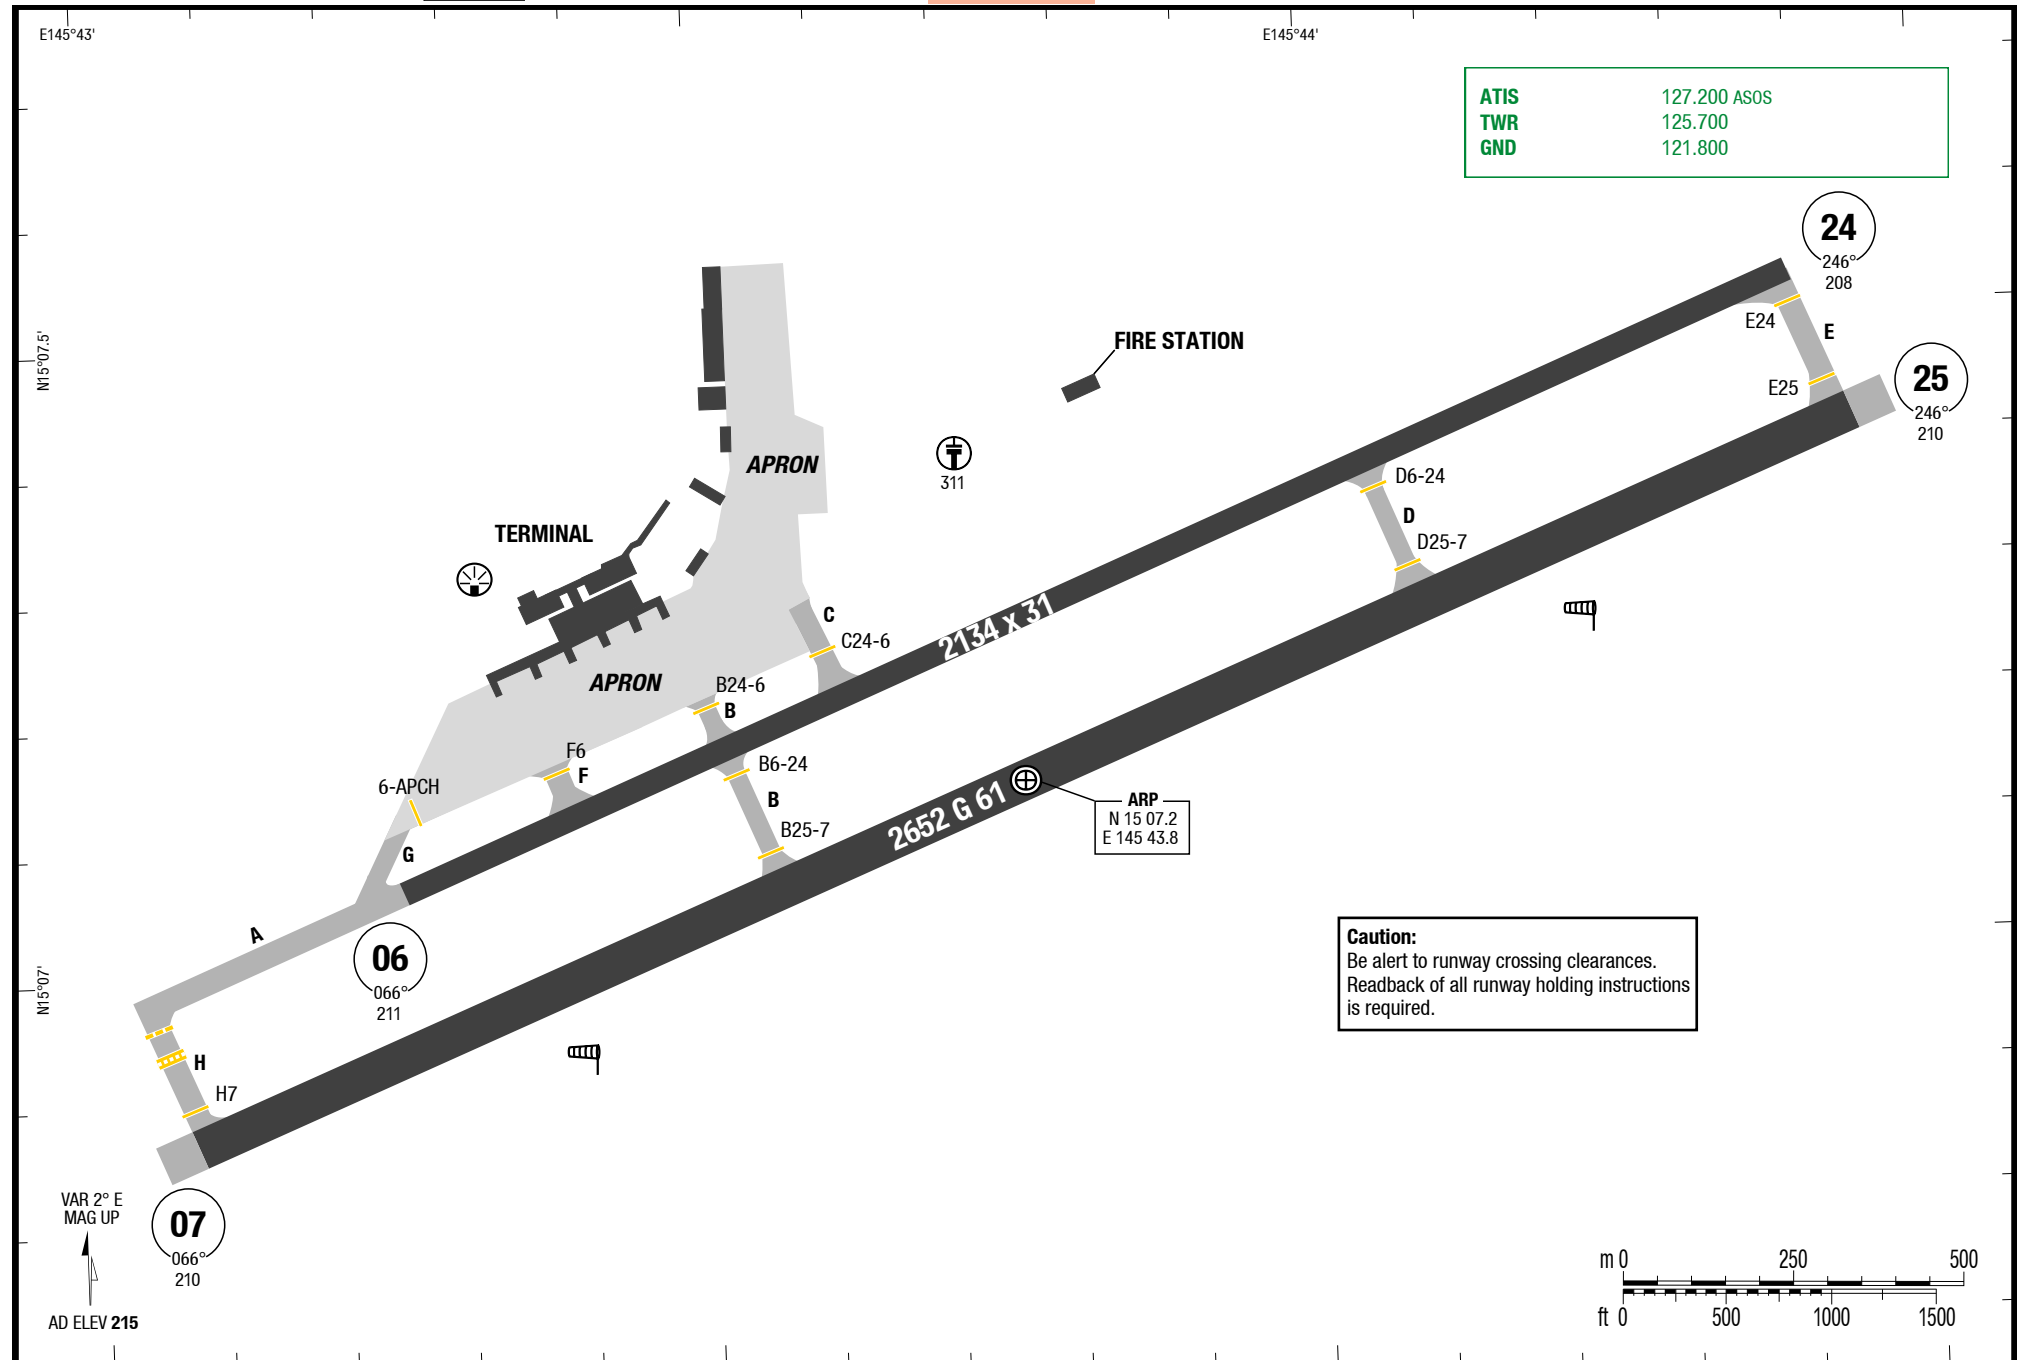 E145°43'
E145°44'
ATIS 127.200 ASOS
TWR 125.700
GND 121.800
24
246°
208
E24
E
N15°07.5'
FIRE STATION
25
246°
210
E25
311
APRON
D6-24
D
D25-7
TERMINAL
C
C24-6
2134 x 31
APRON
B24-6
B
F6
F
B6-24
6-APCH
B
B25-7
2652 G 61
ARP
N 15 07.2
E 145 43.8
G
A
06
066°
211
Caution:
Be alert to runway crossing clearances.
Readback of all runway holding instructions
is required.
N15°07'
H
H7
VAR 2° E
MAG UP
07
066°
210
AD ELEV 215
m 0 250 500
ft 0 500 1000 1500